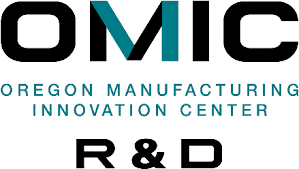 OMIC
OREGON MANUFACTURING
INNOVATION CENTER
R & D